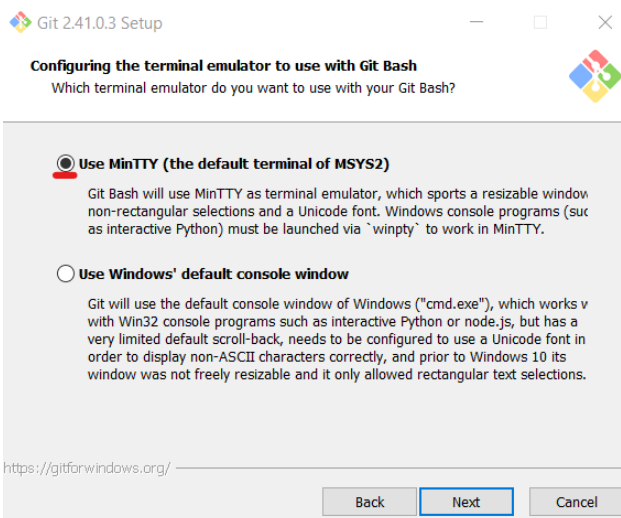 Git 2.41.0.3 Setup
Configuring the terminal emulator to use with Git Bash
Which terminal emulator do you want to use with your Git Bash?
Use MinTTY (the default terminal of MSYS2)
Git Bash will use MinTTY as terminal emulator, which sports a resizable window
non-rectangular selections and a Unicode font. Windows console programs (suc
as interactive Python) must be launched via `winpty` to work in MinTTY.
Use Windows' default console window
Git will use the default console window of Windows ("cmd.exe"), which works w
with Win32 console programs such as interactive Python or node.js, but has a
very limited default scroll-back, needs to be configured to use a Unicode font in
order to display non-ASCII characters correctly, and prior to Windows 10 its
window was not freely resizable and it only allowed rectangular text selections.
https://gitforwindows.org/
Back Next Cancel